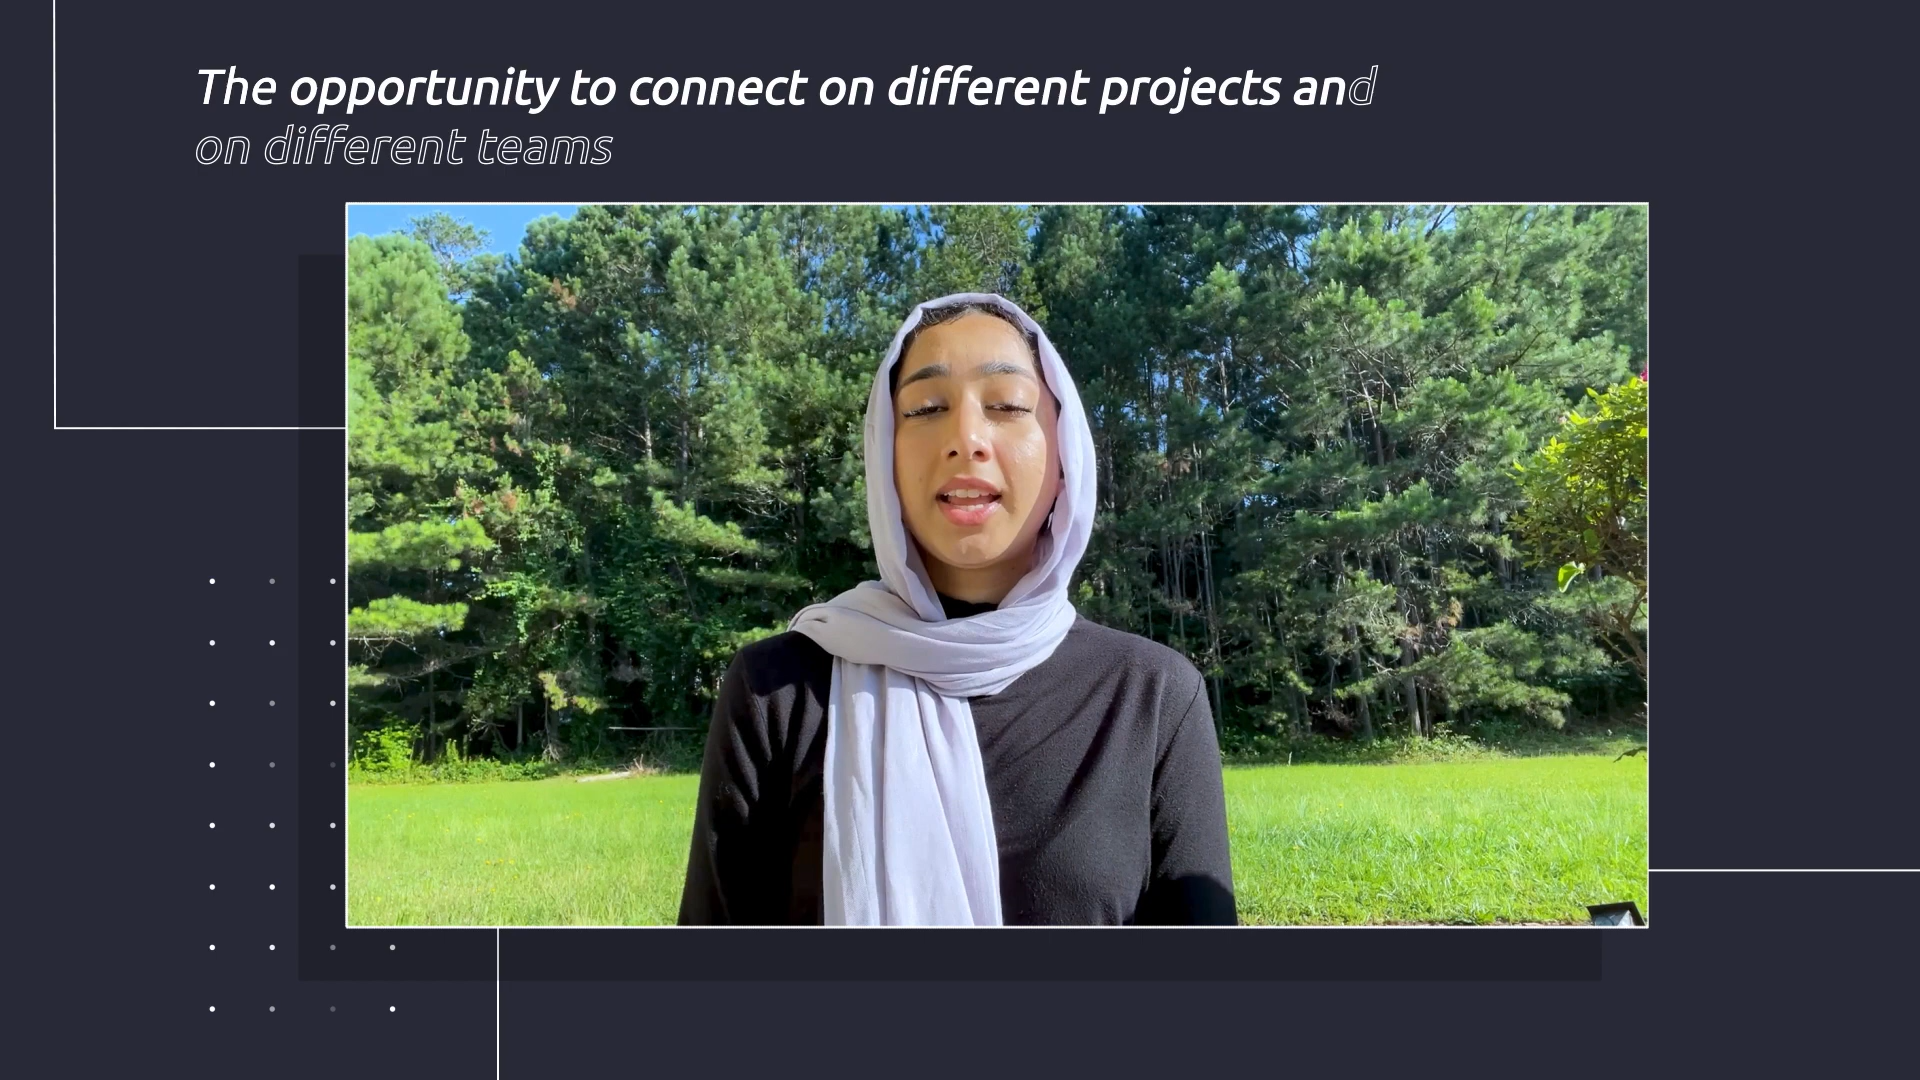 The opportunity to connect on different projects and
on different teams